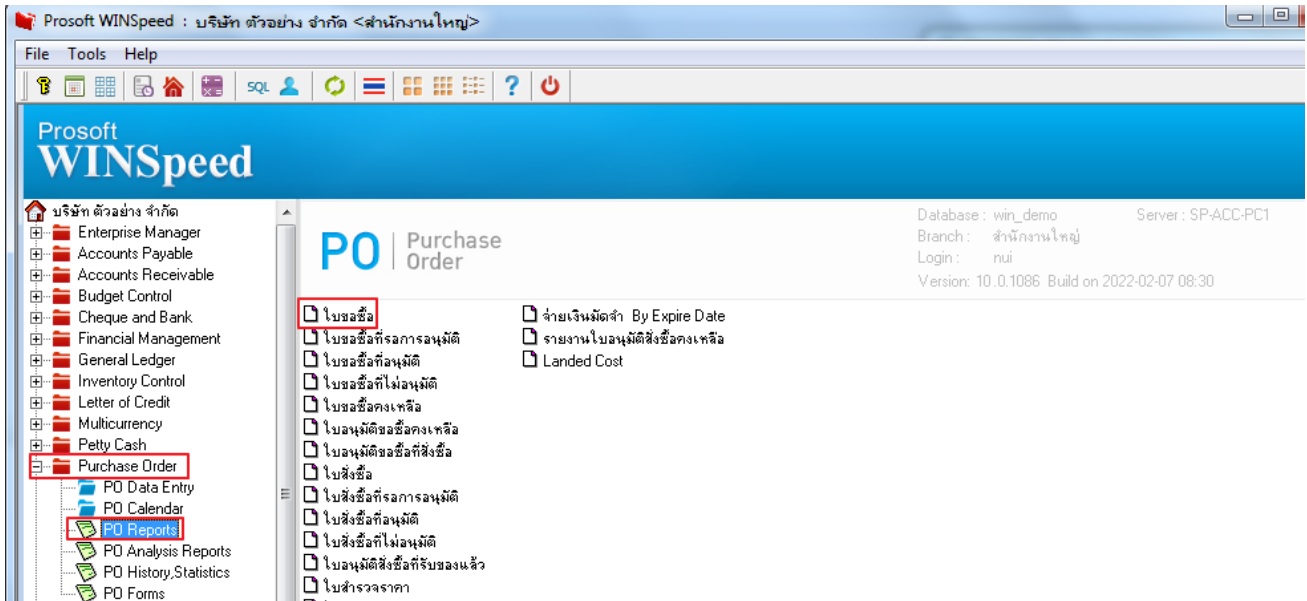 Prosoft WINSpeed : บริษัท ตัวอย่าง จำกัด <สำนักงานใหญ่>
File Tools Help
SQL
Prosoft
WINSpeed
บริษัท ตัวอย่าง จำกัด
Enterprise Manager
Accounts Payable
Accounts Receivable
Budget Control
Cheque and Bank
Financial Management
General Ledger
Inventory Control
Letter of Credit
Multicurrency
Petty Cash
Purchase Order
PO Data Entry
PO Calendar
PO Reports
PO Analysis Reports
PO History,Statistics
PO Forms
PO Purchase
Order
Database : win_demo Server : SP-ACC-PC1
Branch : สำนักงานใหญ่
Login : nui
Version: 10.0.1086 Build on 2022-02-07 08:30
ใบขอซื้อ
ใบขอซื้อที่รอการอนุมัติ
ใบขอซื้อที่อนุมัติ
ใบขอซื้อที่ไม่อนุมัติ
ใบขอซื้อคงเหลือ
ใบอนุมัติขอซื้อคงเหลือ
ใบอนุมัติขอซื้อที่สั่งซื้อ
ใบสั่งซื้อ
ใบสั่งซื้อที่รอการอนุมัติ
ใบสั่งซื้อที่อนุมัติ
ใบสั่งซื้อที่ไม่อนุมัติ
ใบอนุมัติสั่งซื้อที่รับของแล้ว
ใบสำรวจราคา
จ่ายเงินมัดจำ By Expire Date
รายงานใบอนุมัติสั่งซื้อคงเหลือ
Landed Cost